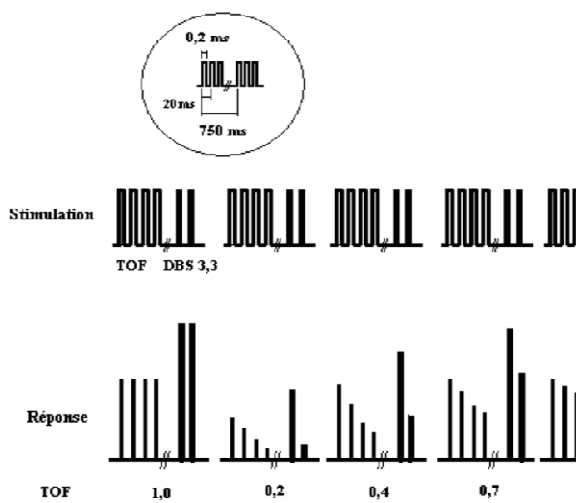 0,2 ms
20 ms
750 ms
Stimulation
TOF DBS 3,3
Réponse
TOF 1,0 0,2 0,4 0,7